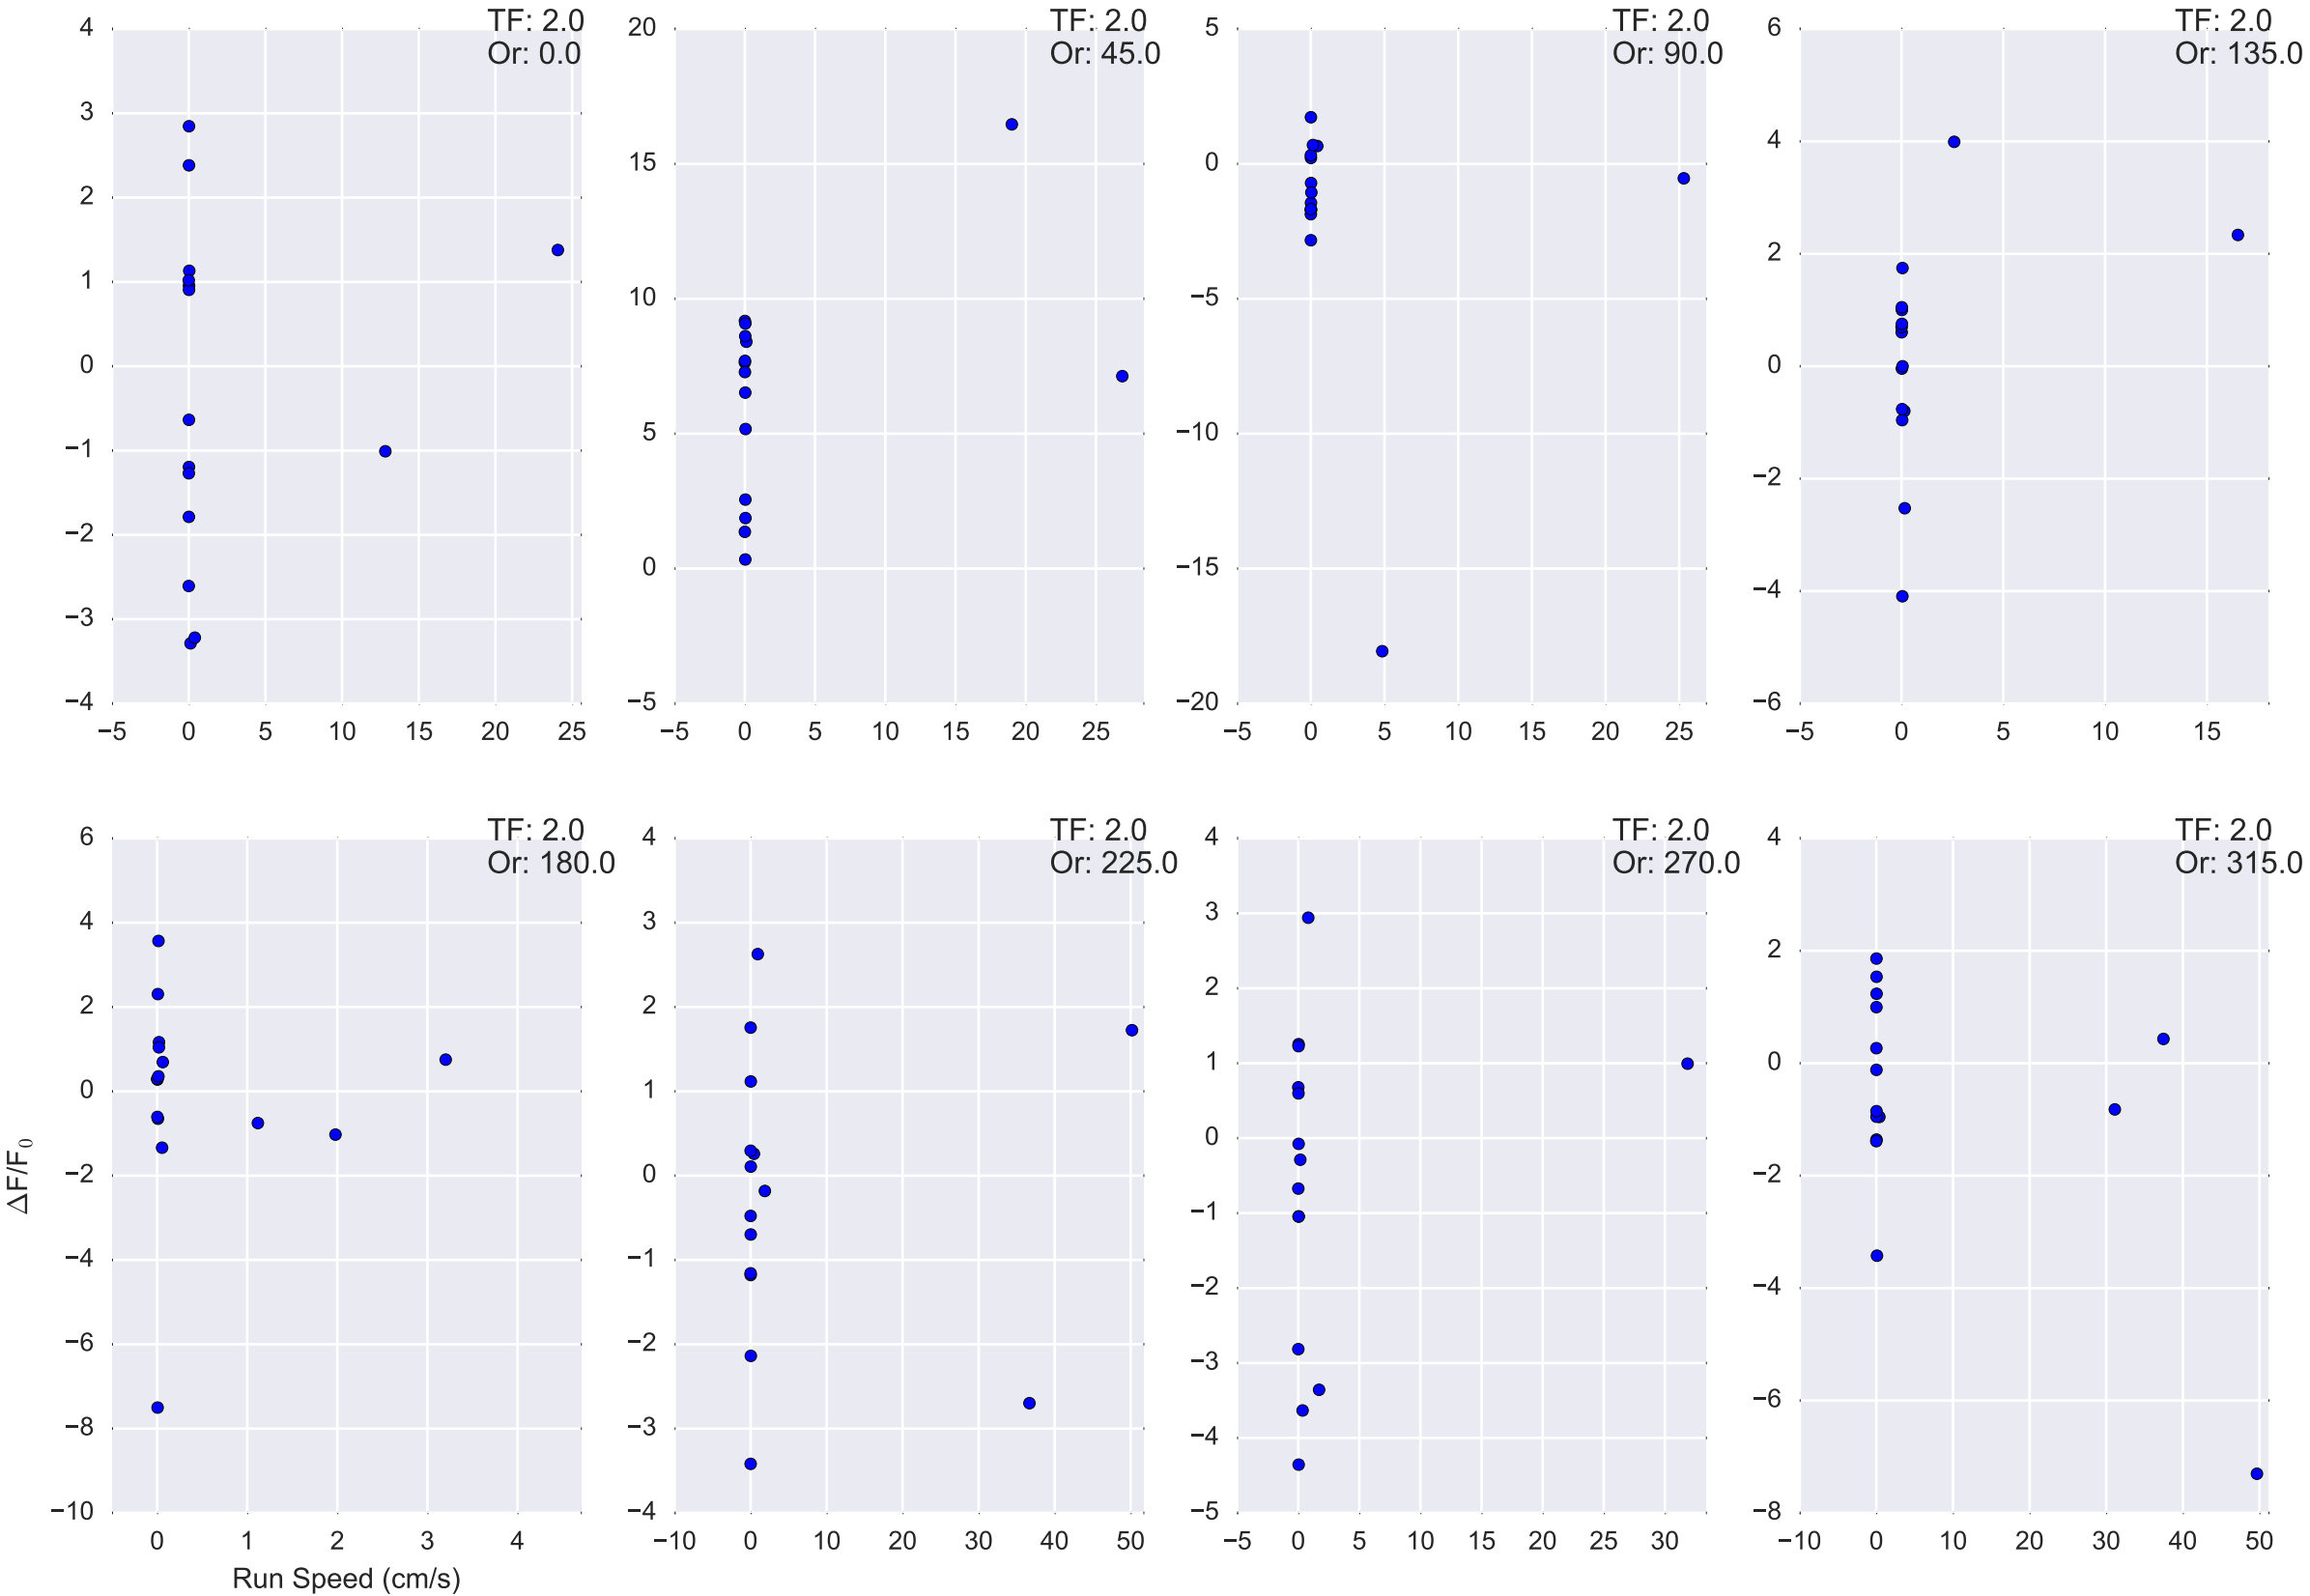 TF: 2.0
Or: 0.0
4
3
2
1
0
−1
−2
−3
−4
−5 0 5 10 15 20 25
TF: 2.0
Or: 45.0
20
15
10
5
0
−5
−5 0 5 10 15 20 25
TF: 2.0
Or: 90.0
5
0
−5
−10
−15
−20
−5 0 5 10 15 20 25
TF: 2.0
Or: 135.0
6
4
2
0
−2
−4
−6
−5 0 5 10 15
TF: 2.0
Or: 180.0
6
4
2
0
−2
−4
−6
−8
−10
0 1 2 3 4
ΔF/F0
Run Speed (cm/s)
TF: 2.0
Or: 225.0
4
3
2
1
0
−1
−2
−3
−4
−10 0 10 20 30 40 50
TF: 2.0
Or: 270.0
4
3
2
1
0
−1
−2
−3
−4
−5
−5 0 5 10 15 20 25 30
TF: 2.0
Or: 315.0
4
2
0
−2
−4
−6
−8
−10 0 10 20 30 40 50